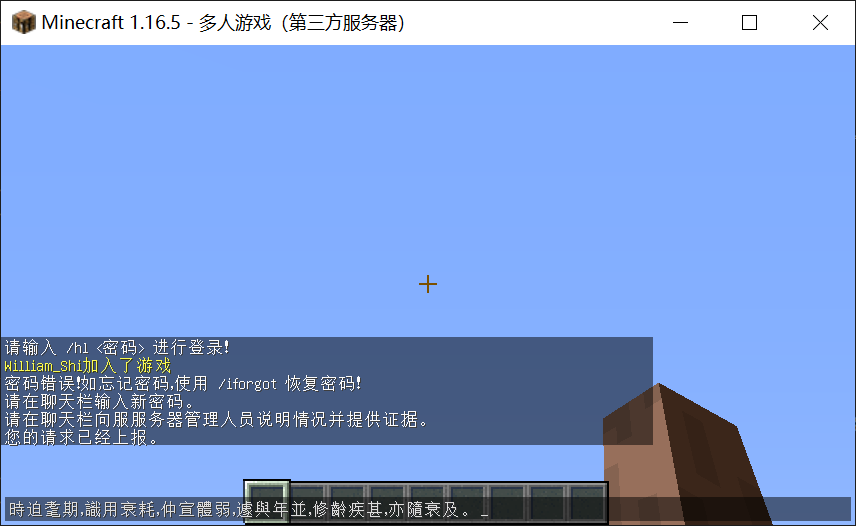 Minecraft 1.16.5 - 多人游戏（第三方服务器）
请输入 /hl <密码> 进行登录!
William_Shi加入了游戏
密码错误!如忘记密码,使用 /iforgot 恢复密码!
请在聊天栏输入新密码。
请在聊天栏向服服务器管理人员说明情况并提供证据。
您的请求已经上报。
時迫耄期,識用衰耗,仲宣體弱,遽與年並,修齡疾甚,亦隨衰及。_